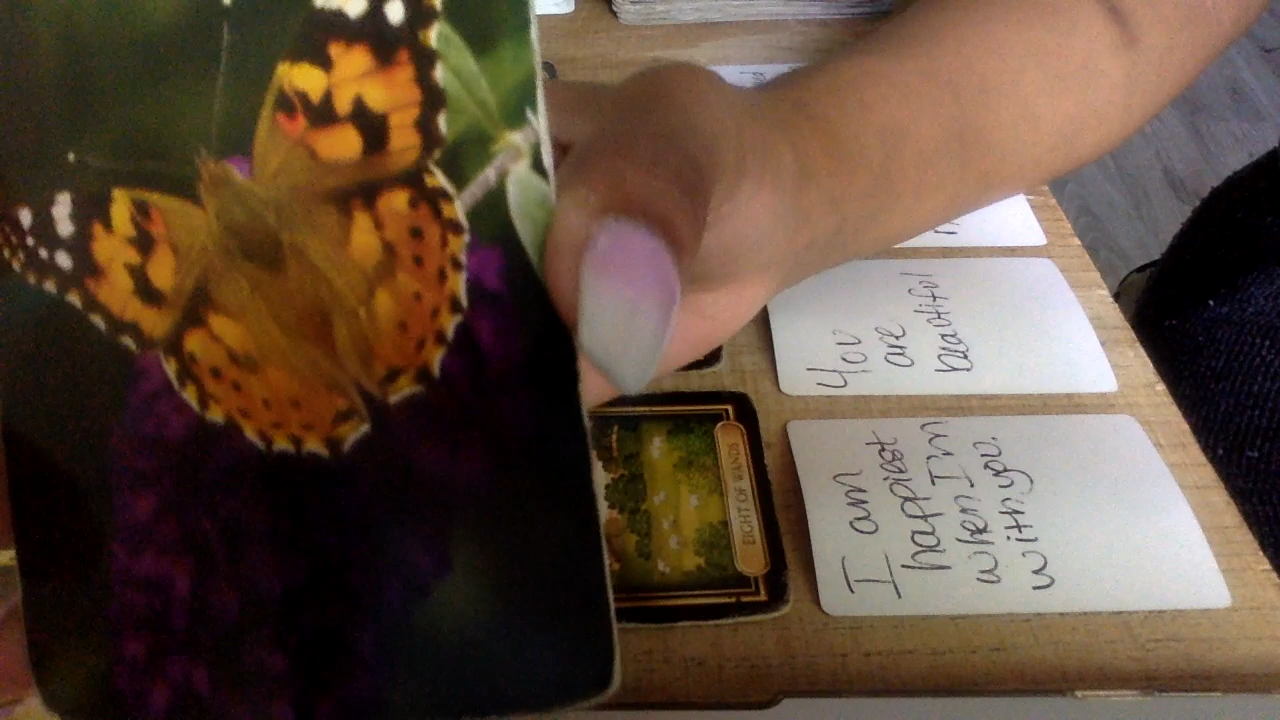 You
are
beautiful
I am
happiest
when I'm
with you.
EIGHT OF WANDS